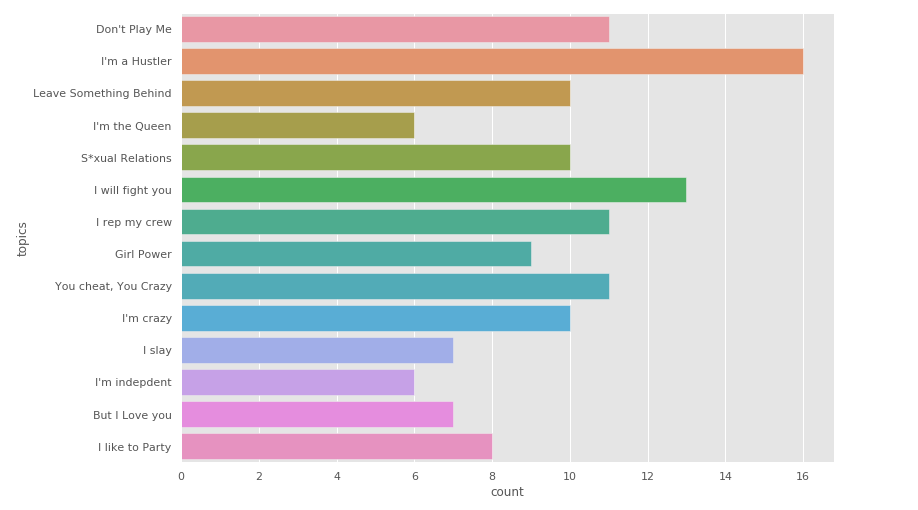 Don't Play Me
I'm a Hustler
Leave Something Behind
I'm the Queen
S*xual Relations
I will fight you
I rep my crew
Girl Power
You cheat, You Crazy
I'm crazy
I slay
I'm indepdent
But I Love you
I like to Party
topics
0 2 4 6 8 10 12 14 16
count